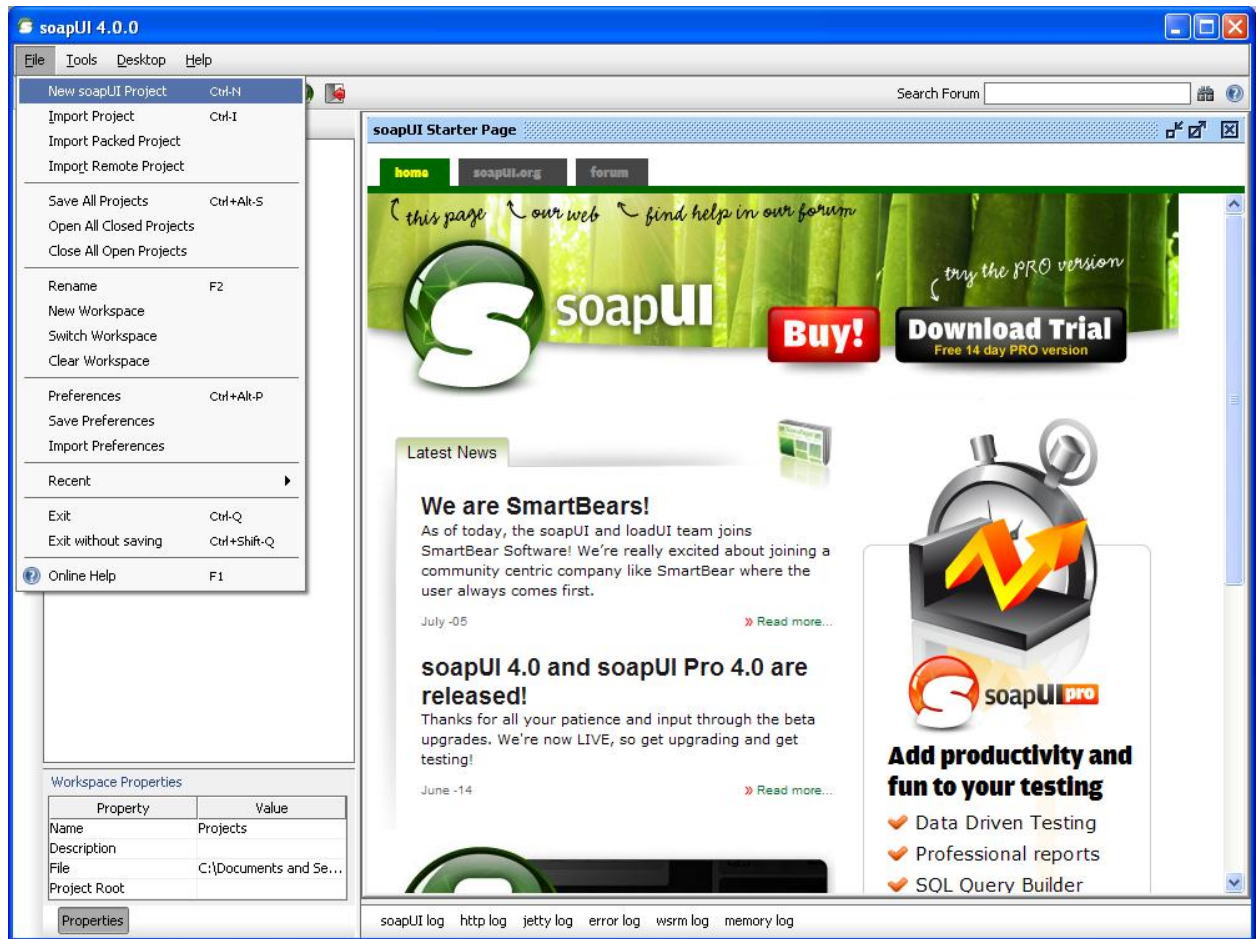 soapUI 4.0.0
File Tools Desktop Help
Search Forum
New soapUI Project Ctrl-N
Import Project Ctrl-I
Import Packed Project
Import Remote Project
Save All Projects Ctrl+Alt-S
Open All Closed Projects
Close All Open Projects
Rename F2
New Workspace
Switch Workspace
Clear Workspace
Preferences Ctrl+Alt-P
Save Preferences
Import Preferences
Recent
Exit Ctrl-Q
Exit without saving Ctrl+Shift-Q
Online Help F1
Workspace Properties
Property Value
Name Projects
Description
File C:\Documents and Se...
Project Root
Properties
soapUI Starter Page
home soapUI.org forum
this page our web find help in our forum
try the PRO version
soapUI
Buy!
Download Trial
Free 14 day PRO version
Latest News
We are SmartBears!
As of today, the soapUI and loadUI team joins
SmartBear Software! We're really excited about joining a
community centric company like SmartBear where the
user always comes first.
July -05 » Read more...
soapUI 4.0 and soapUI Pro 4.0 are
released!
Thanks for all your patience and input through the beta
upgrades. We're now LIVE, so get upgrading and get
testing!
June -14 » Read more...
soapUI pro
Add productivity and
fun to your testing
Data Driven Testing
Professional reports
SQL Query Builder
soapUI log http log jetty log error log wsrm log memory log